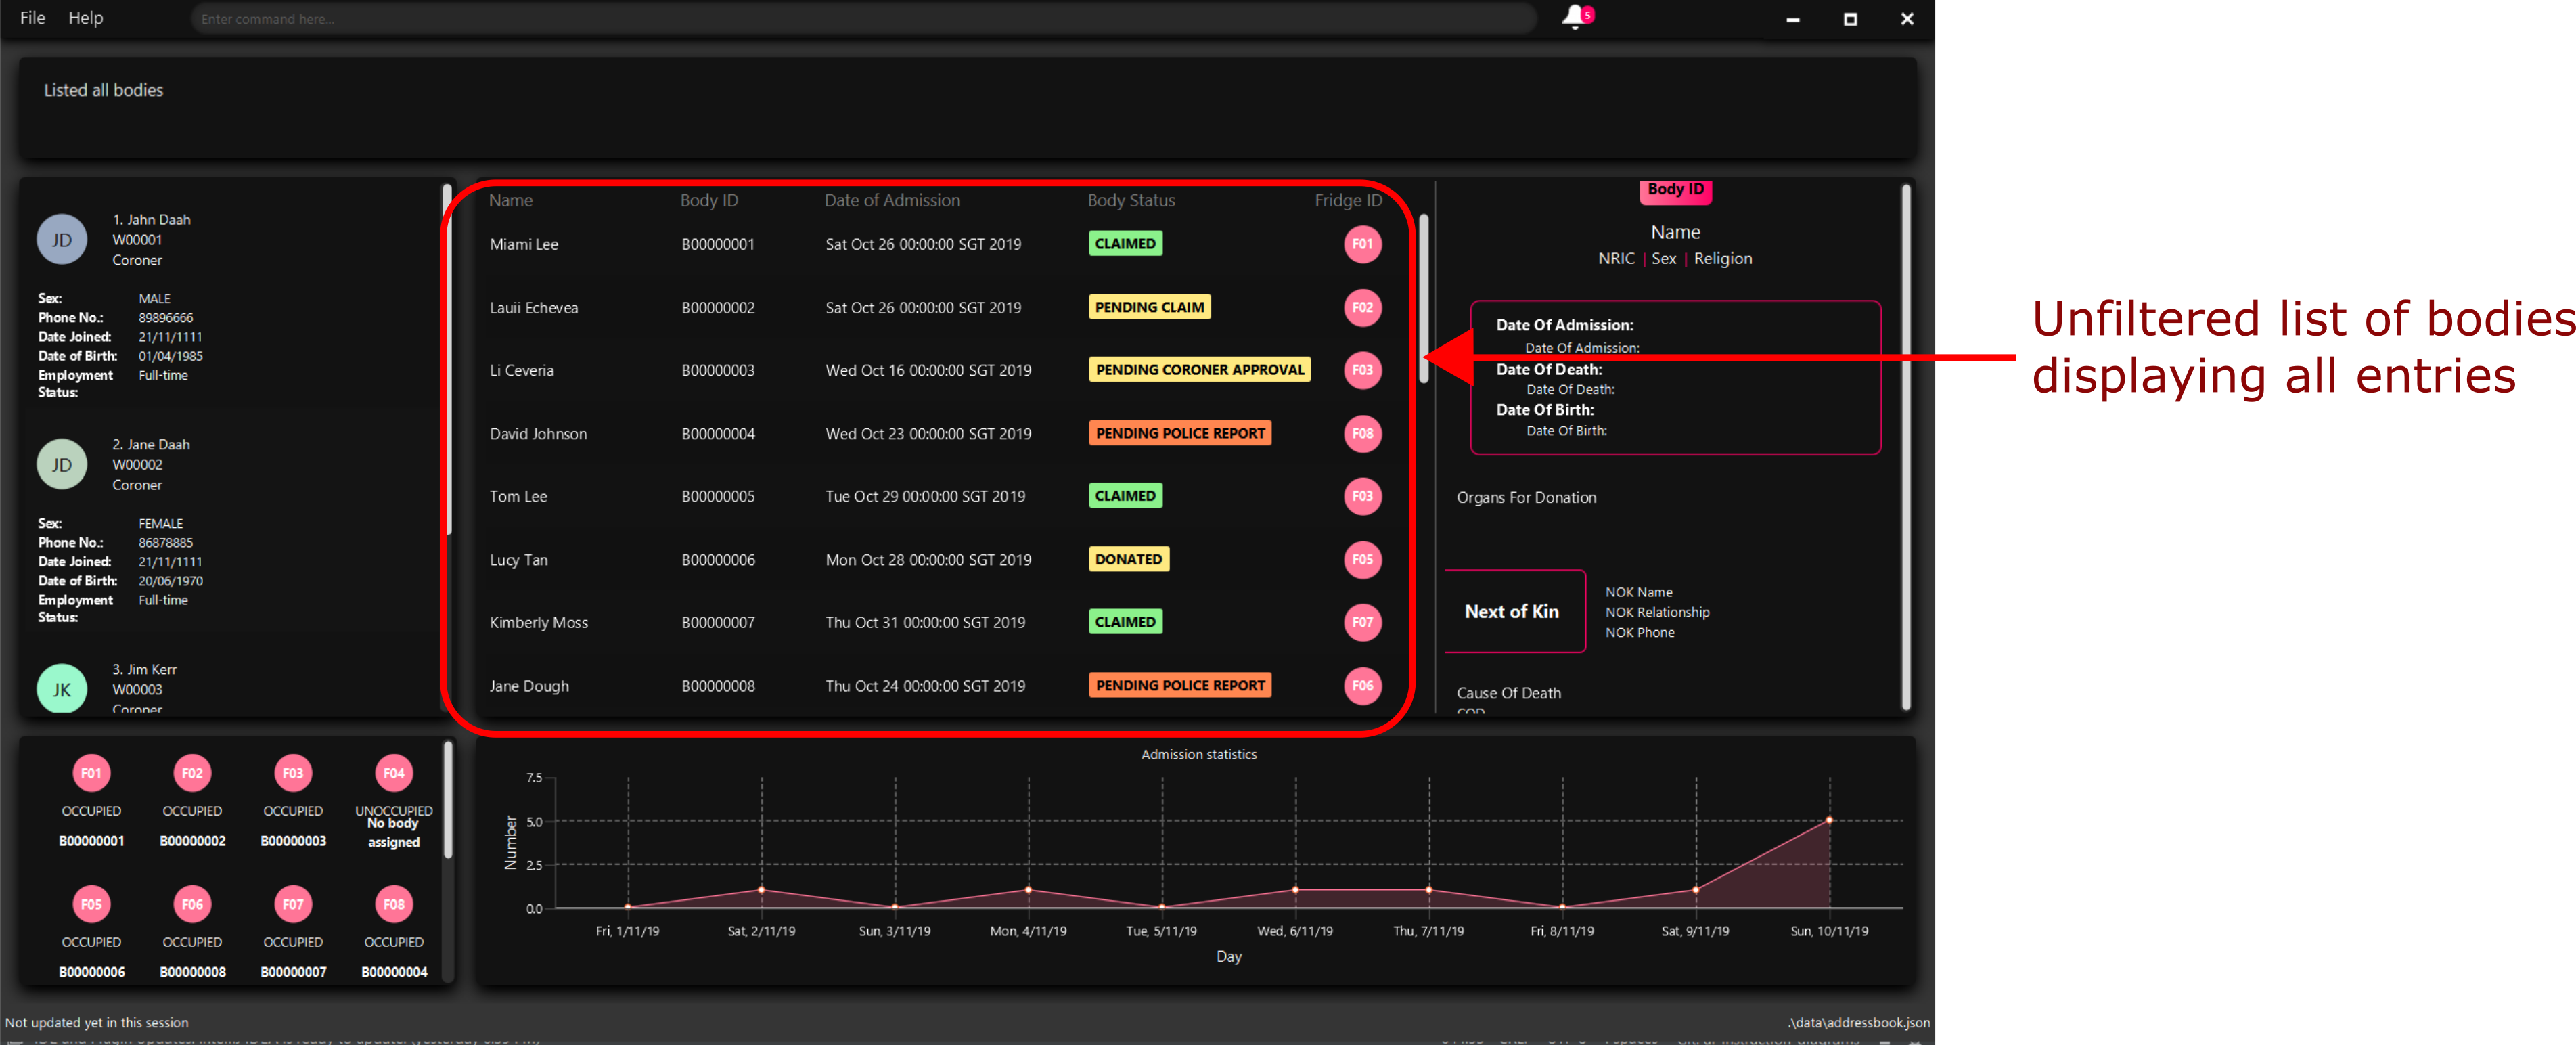 File Help Enter command here... 5
Listed all bodies
JD
1. Jahn Daah
W00001
Coroner
Sex: MALE
Phone No.: 89896666
Date Joined: 21/11/1111
Date of Birth: 01/04/1985
Employment Full-time
Status:
JD
2. Jane Daah
W00002
Coroner
Sex: FEMALE
Phone No.: 86878885
Date Joined: 21/11/1111
Date of Birth: 20/06/1970
Employment Full-time
Status:
JK
3. Jim Kerr
W00003
Coroner
Name Body ID Date of Admission Body Status Fridge ID
Miami Lee B00000001 Sat Oct 26 00:00:00 SGT 2019 CLAIMED F01
Lauii Echevea B00000002 Sat Oct 26 00:00:00 SGT 2019 PENDING CLAIM F02
Li Ceveria B00000003 Wed Oct 16 00:00:00 SGT 2019 PENDING CORONER APPROVAL F03
David Johnson B00000004 Wed Oct 23 00:00:00 SGT 2019 PENDING POLICE REPORT F08
Tom Lee B00000005 Tue Oct 29 00:00:00 SGT 2019 CLAIMED F03
Lucy Tan B00000006 Mon Oct 28 00:00:00 SGT 2019 DONATED F05
Kimberly Moss B00000007 Thu Oct 31 00:00:00 SGT 2019 CLAIMED F07
Jane Dough B00000008 Thu Oct 24 00:00:00 SGT 2019 PENDING POLICE REPORT F06
Body ID
Name
NRIC | Sex | Religion
Date Of Admission:
Date Of Admission:
Date Of Death:
Date Of Death:
Date Of Birth:
Date Of Birth:
Organs For Donation
Next of Kin
NOK Name
NOK Relationship
NOK Phone
Cause Of Death
COD
Unfiltered list of bodies
displaying all entries
F01 F02 F03 F04
OCCUPIED OCCUPIED OCCUPIED UNOCCUPIED
B00000001 B00000002 B00000003 No body
assigned
F05 F06 F07 F08
OCCUPIED OCCUPIED OCCUPIED OCCUPIED
B00000006 B00000008 B00000007 B00000004
Admission statistics
Number
7.5
5.0
2.5
0.0
Fri, 1/11/19 Sat, 2/11/19 Sun, 3/11/19 Mon, 4/11/19 Tue, 5/11/19 Wed, 6/11/19 Thu, 7/11/19 Fri, 8/11/19 Sat, 9/11/19 Sun, 10/11/19
Day
Not updated yet in this session .\data\addressbook.json